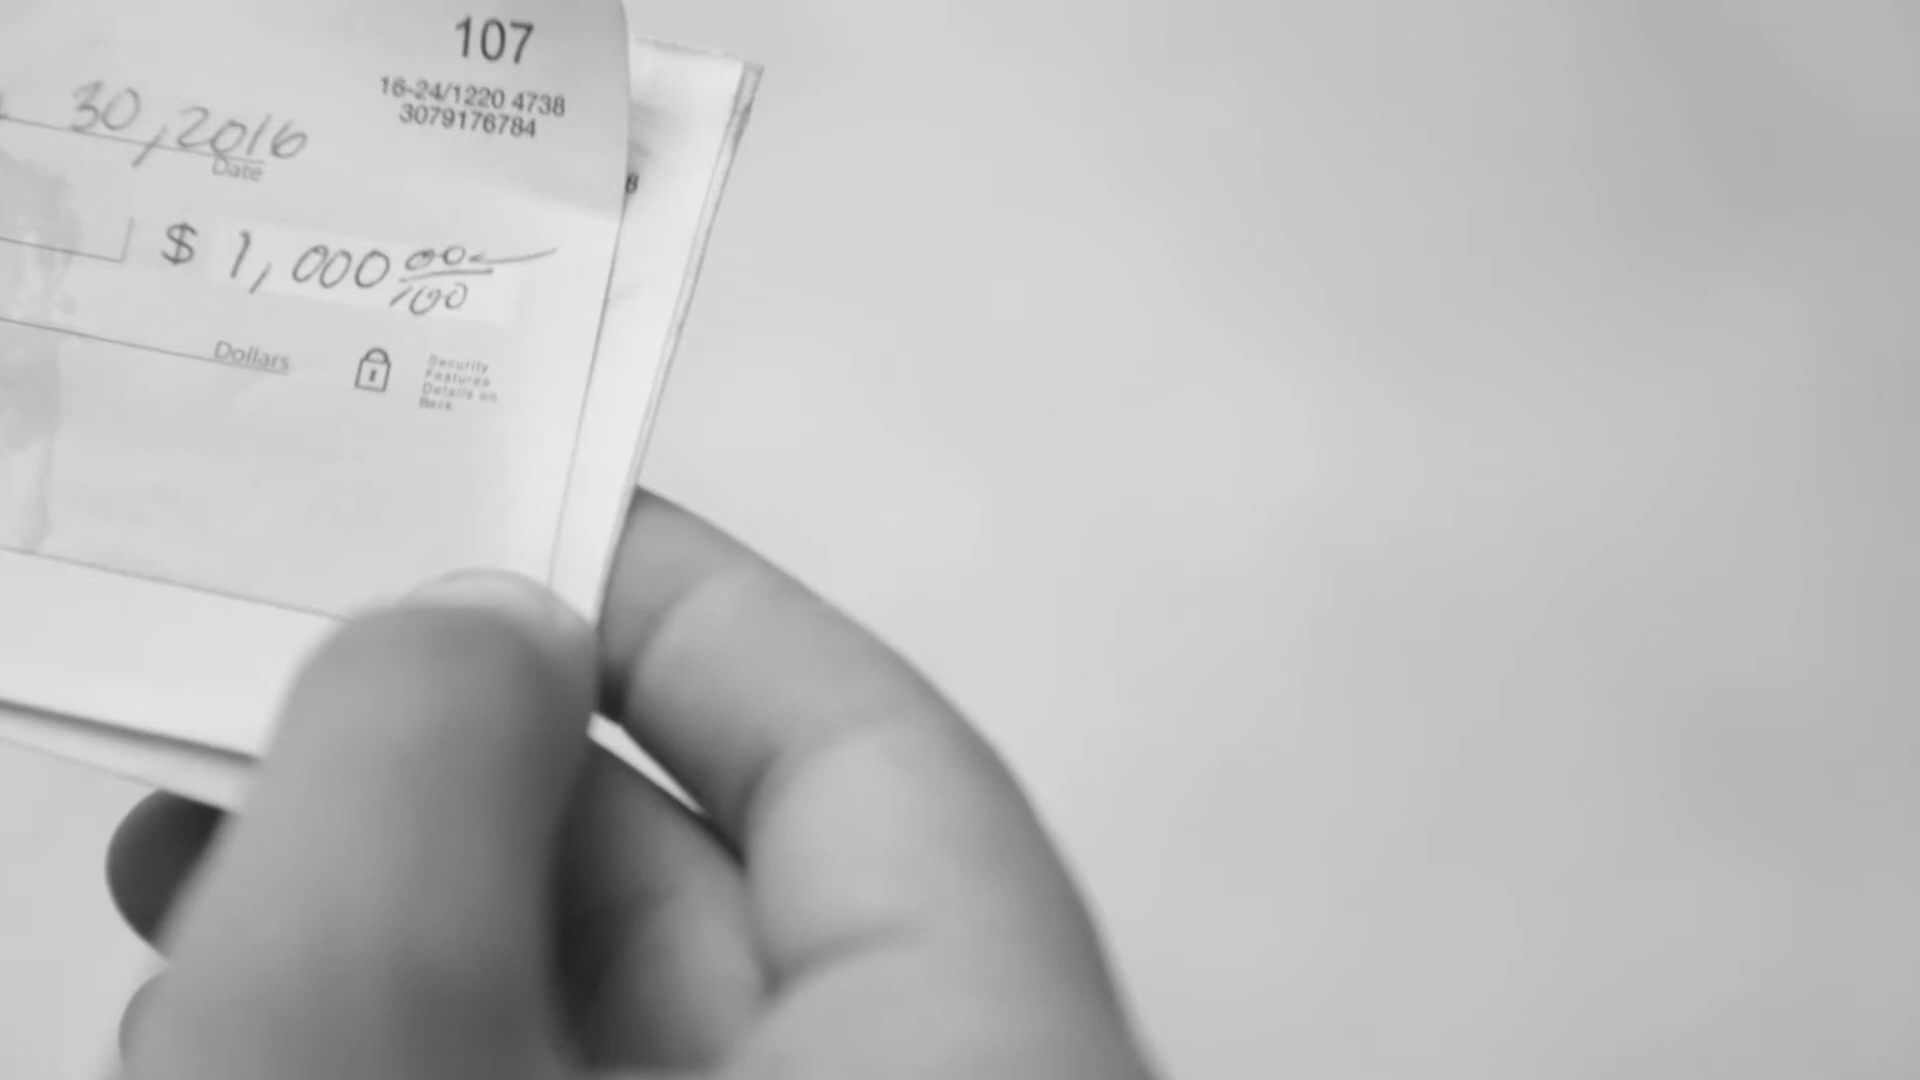 107
16-24/1220 4738
3079176784
30, 2016
Date
$ 1,000 00/100
Dollars
Security
Features
Details on
Back
8